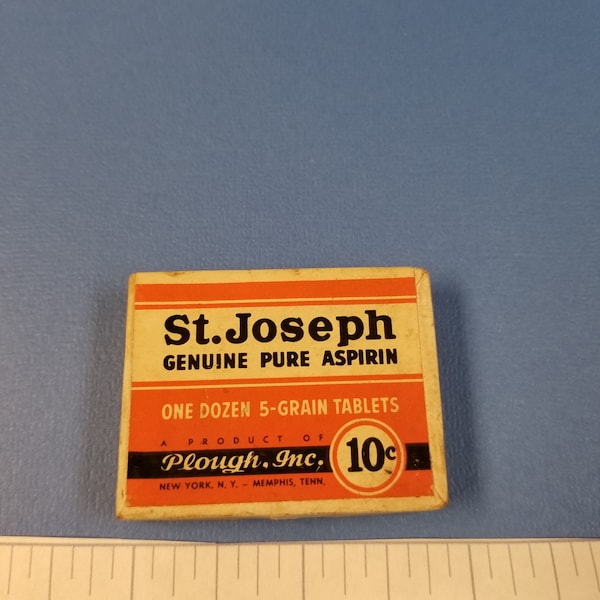 St.Joseph
GENUINE PURE ASPIRIN
ONE DOZEN 5-GRAIN TABLETS
A PRODUCT OF
Plough, Inc.
10c
NEW YORK, N. Y. – MEMPHIS, TENN.